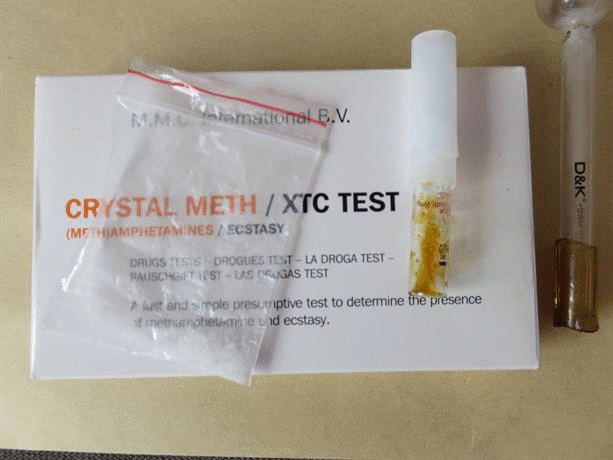 M.M.C. International B.V.
CRYSTAL METH / XTC TEST
(METH)AMPHETAMINES / ECSTASY
DRUGS TESTS – DROGUES TEST – LA DROGA TEST –
RAUSCHGIFT TEST – LAS DROGAS TEST
A fast and simple presumptive test to determine the presence
of methamphetamine and ecstasy.
D&K®